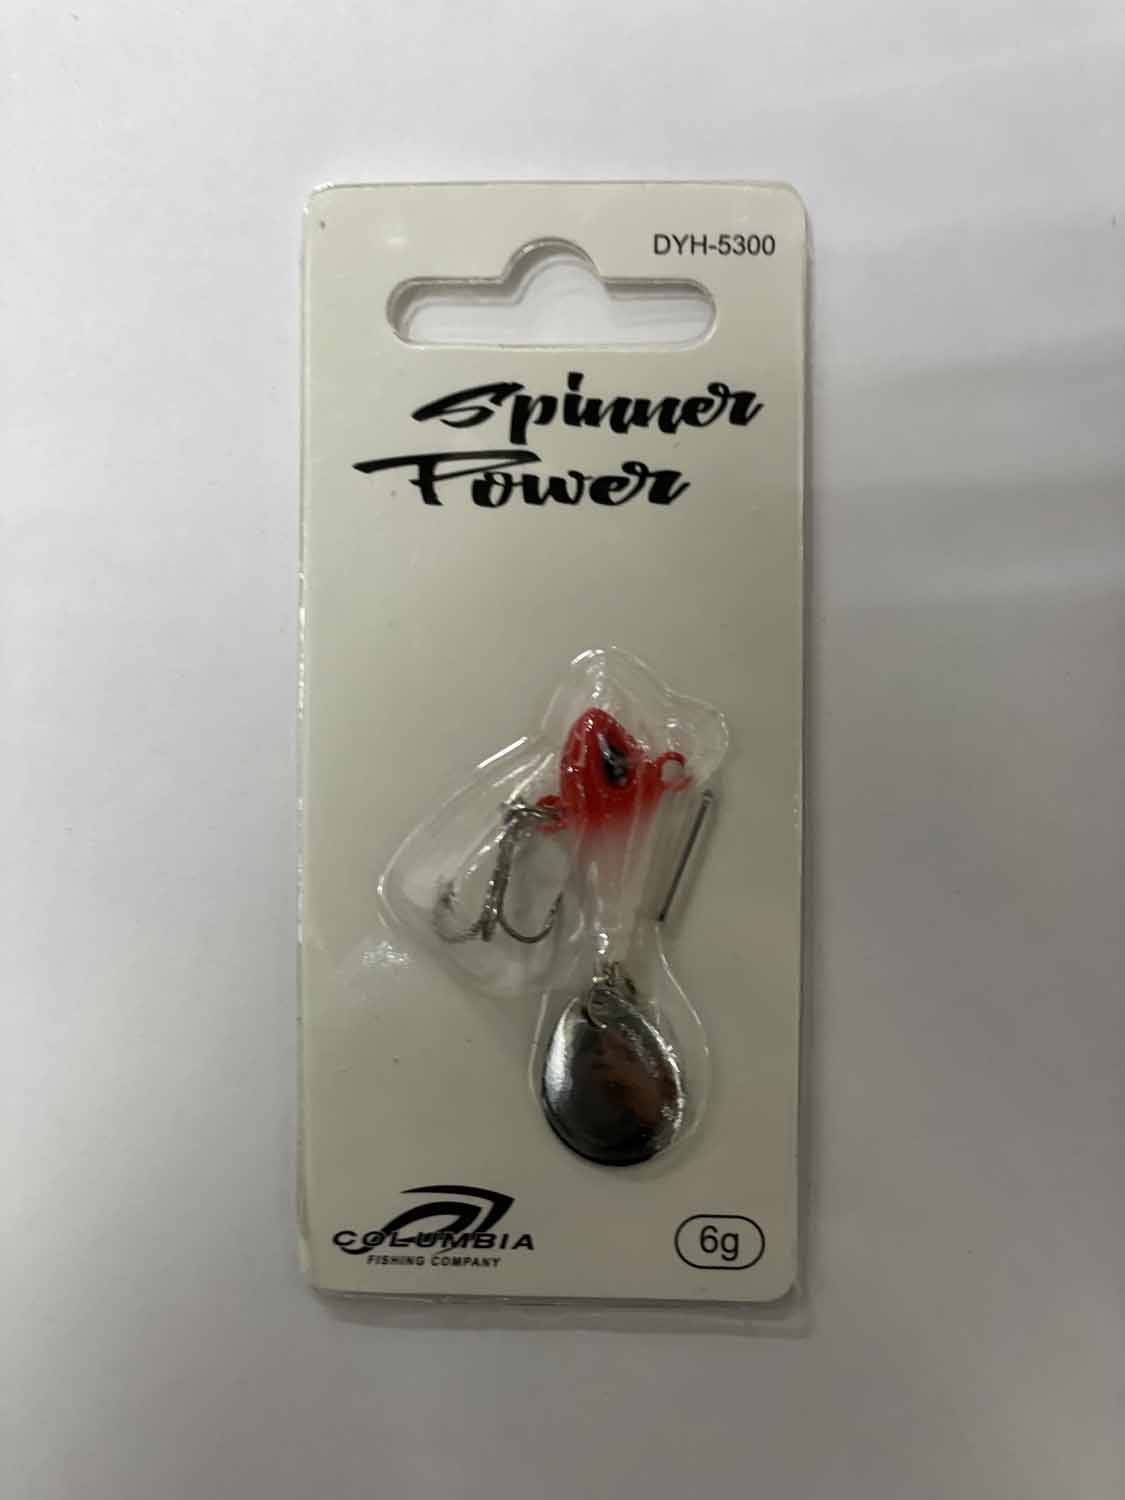 DYH-5300
Spinner
Power
COLUMBIA
FISHING COMPANY
6g